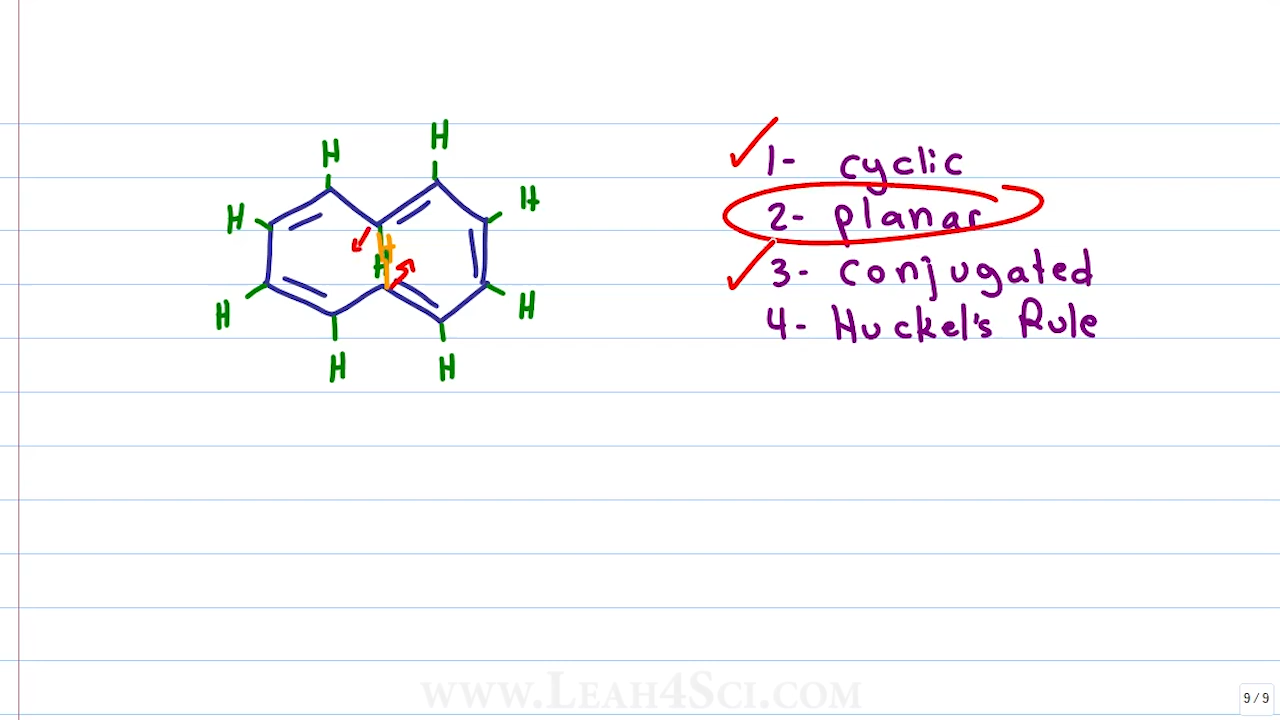 H
H
H
H
H
H
H
H
H
H
1- cyclic
2- planar
3- conjugated
4- Huckel's Rule
www.Leah4Sci.com
9 / 9